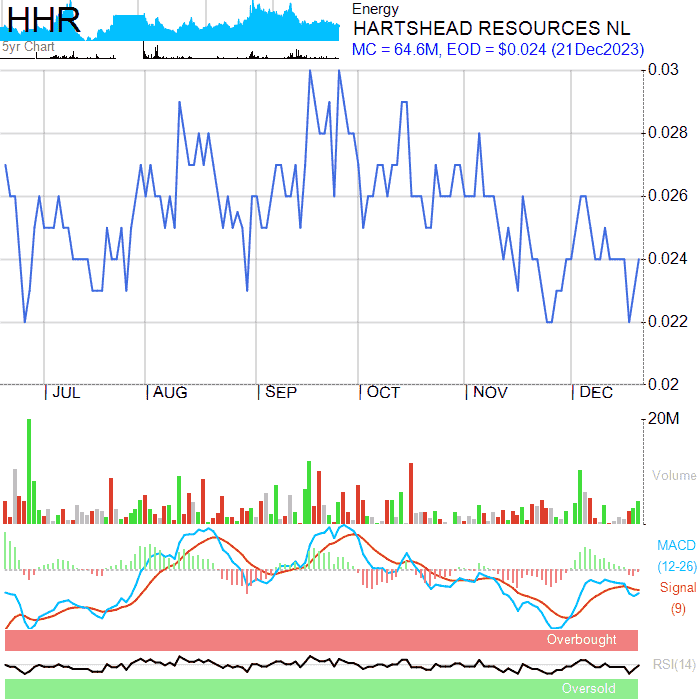 HHR
5yr Chart
Energy
HARTSHEAD RESOURCES NL
MC = 64.6M, EOD = $0.024 (21Dec2023)
0.03
0.028
0.026
0.024
0.022
0.02
JUL AUG SEP OCT NOV DEC
20M
Volume
MACD
(12-26)
Signal
(9)
Overbought
RSI(14)
Oversold